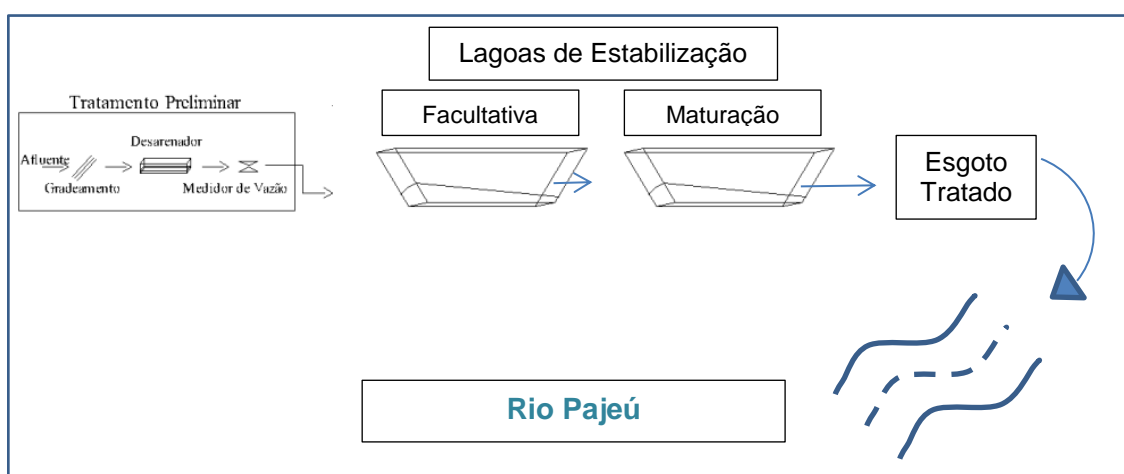 Lagoas de Estabilização
Tratamento Preliminar
Facultativa
Maturação
Desarenador
Afluente
Gradeamento
Medidor de Vazão
Esgoto
Tratado
Rio Pajeú